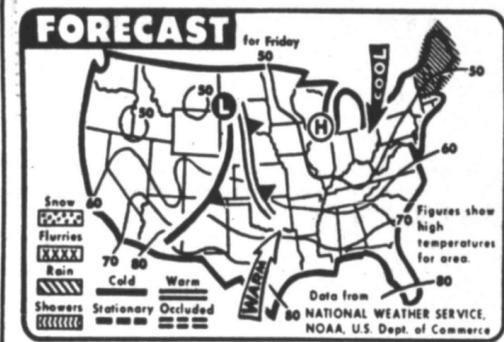 FORECAST
for Friday
50
50
50
50
L
H
COOL
60
60
70
80
70
80
80
WARM
Figures show
high
temperatures
for area.
Snow
Flurries
XXXX
Rain
Showers
Cold
Warm
Stationary
Occluded
Data from
NATIONAL WEATHER SERVICE,
NOAA, U.S. Dept. of Commerce